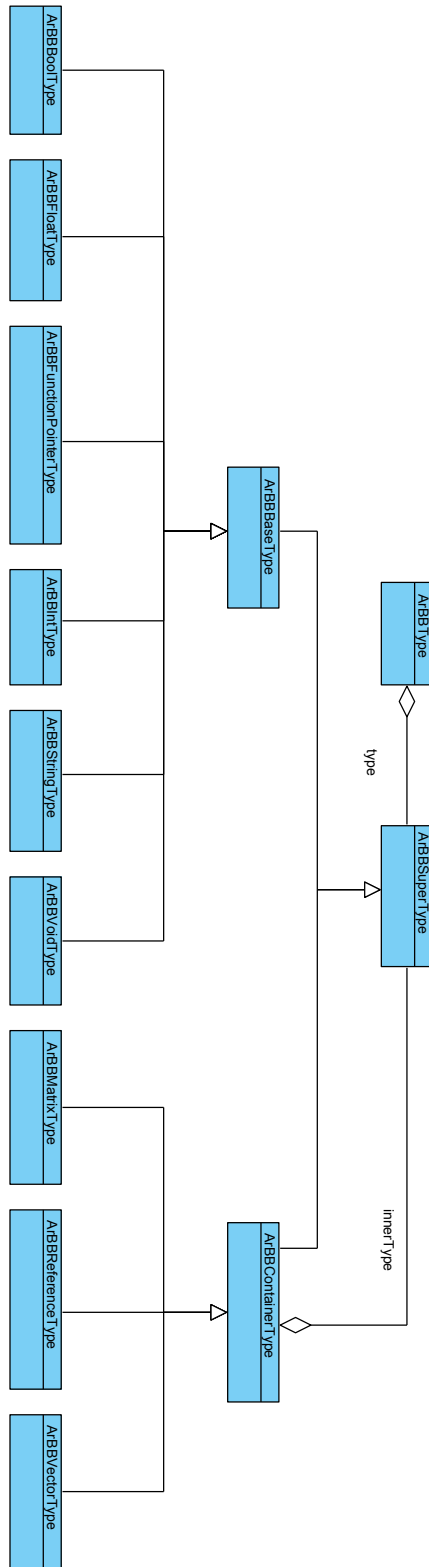 ArBBType
type
ArBBSuperType
innerType
ArBBBaseType
ArBBContainerType
ArBBBoolType
ArBBFloatType
ArBBFunctionPointerType
ArBBIntType
ArBBStringType
ArBBVoidType
ArBBMatrixType
ArBBReferenceType
ArBBVectorType